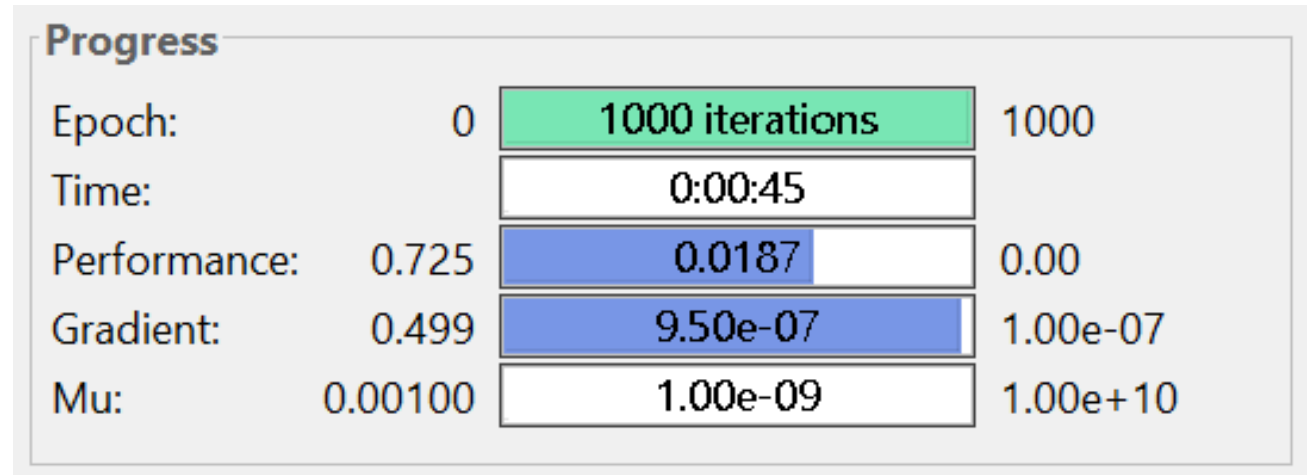 Progress
Epoch: 0 1000 iterations 1000
Time: 0:00:45
Performance: 0.725 0.0187 0.00
Gradient: 0.499 9.50e-07 1.00e-07
Mu: 0.00100 1.00e-09 1.00e+10